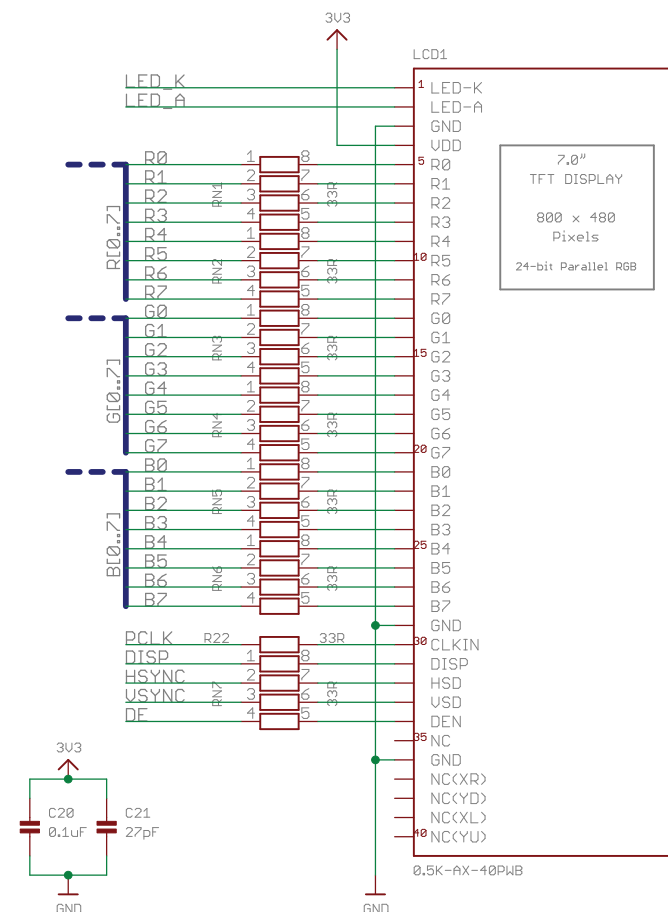 3V3
LCD1
LED_K
1 LED-K
LED_A
LED-A
GND
VDD
7.0"
TFT DISPLAY
800 x 480
Pixels
24-bit Parallel RGB
R[0..7]
R0 1 8 5 R0
R1 2 7 R1
RN1 33R
R2 3 6 R2
R3 4 5 R3
R4 1 8 R4
R5 2 7 10 R5
RN2 33R
R6 3 6 R6
R7 4 5 R7
G[0..7]
G0 1 8 G0
G1 2 7 G1
RN3 33R
G2 3 6 15 G2
G3 4 5 G3
G4 1 8 G4
G5 2 7 G5
RN4 33R
G6 3 6 G6
G7 4 5 20 G7
B[0..7]
B0 1 8 B0
B1 2 7 B1
RN5 33R
B2 3 6 B2
B3 4 5 B3
B4 1 8 25 B4
B5 2 7 B5
RN6 33R
B6 3 6 B6
B7 4 5 B7
GND
PCLK R22 33R 30 CLKIN
DISP 1 8 DISP
HSYNC 2 7 HSD
RN7 33R
VSYNC 3 6 VSD
DE 4 5 DEN
35 NC
GND
NC(XR)
NC(YD)
NC(XL)
40 NC(YU)
0.5K-AX-40PWB
3V3
C20
0.1uF
C21
27pF
GND
GND